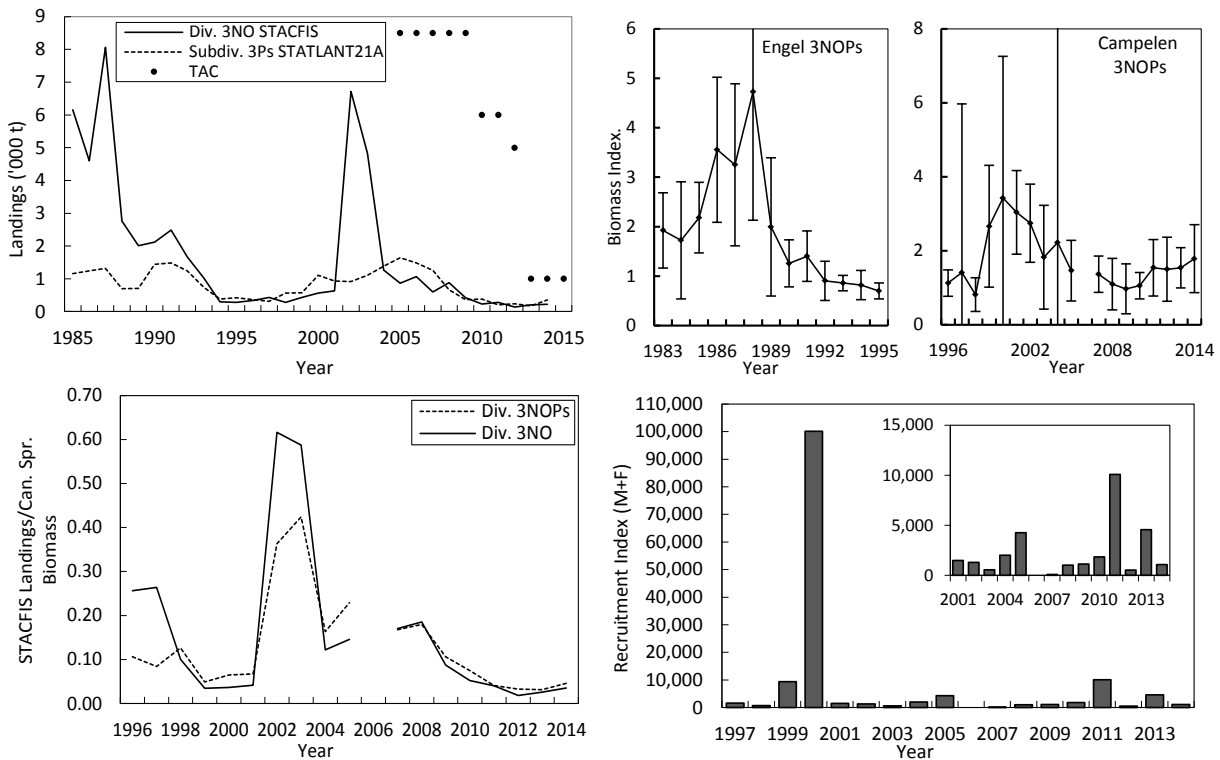 Landings ('000 t)
9
8
7
6
5
4
3
2
1
0
Div. 3NO STACFIS
Subdiv. 3Ps STATLANT21A
TAC
1985 1990 1995 2000 2005 2010 2015
Year
Biomass Index.
6
5
4
3
2
1
0
Engel 3NOPs
1983 1986 1989 1992 1995
Year
8
6
4
2
0
Campelen
3NOPs
1996 2002 2008 2014
Year
STACFIS Landings/Can. Spr.
Biomass
0.70
0.60
0.50
0.40
0.30
0.20
0.10
0.00
Div. 3NOPs
Div. 3NO
1996 1998 2000 2002 2004 2006 2008 2010 2012 2014
Year
Recruitment Index (M+F)
110,000
100,000
90,000
80,000
70,000
60,000
50,000
40,000
30,000
20,000
10,000
0
15,000
10,000
5,000
0
2001 2004 2007 2010 2013
1997 1999 2001 2003 2005 2007 2009 2011 2013
Year